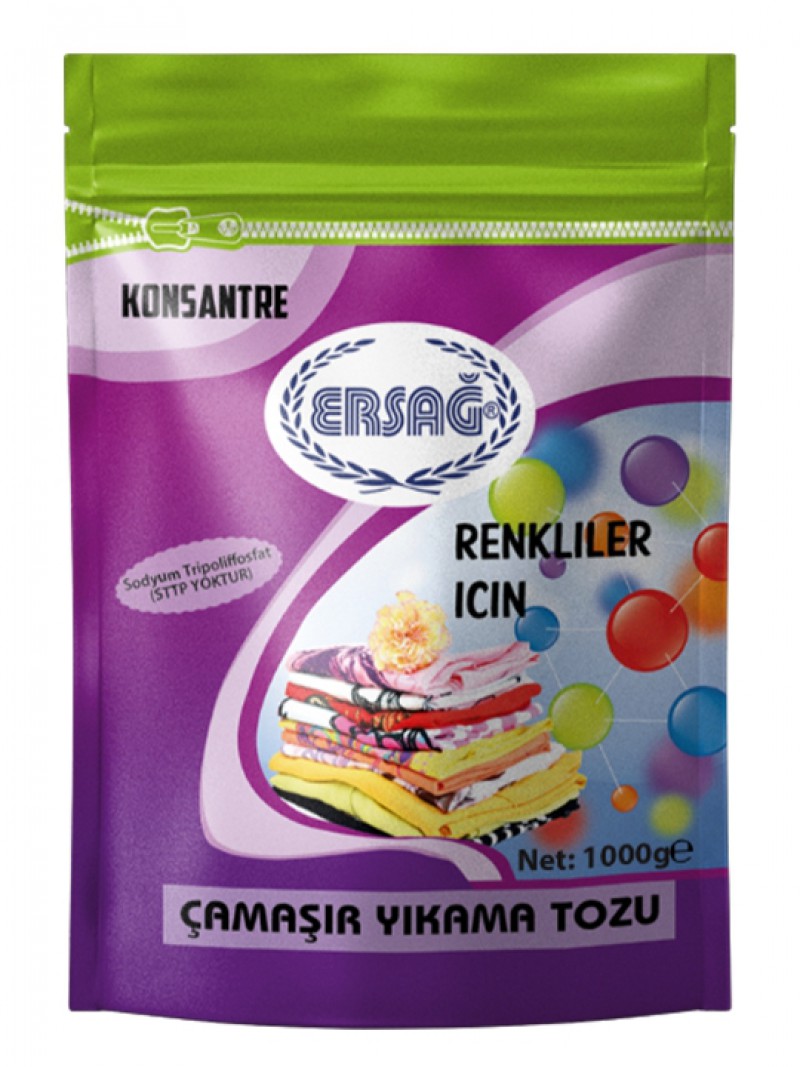 KONSANTRE
ERSAĞ®
RENKLILER
ICIN
Sodyum Tripoliffosfat
(STTP YOKTUR)
Net: 1000g℮
ÇAMAŞIR YIKAMA TOZU